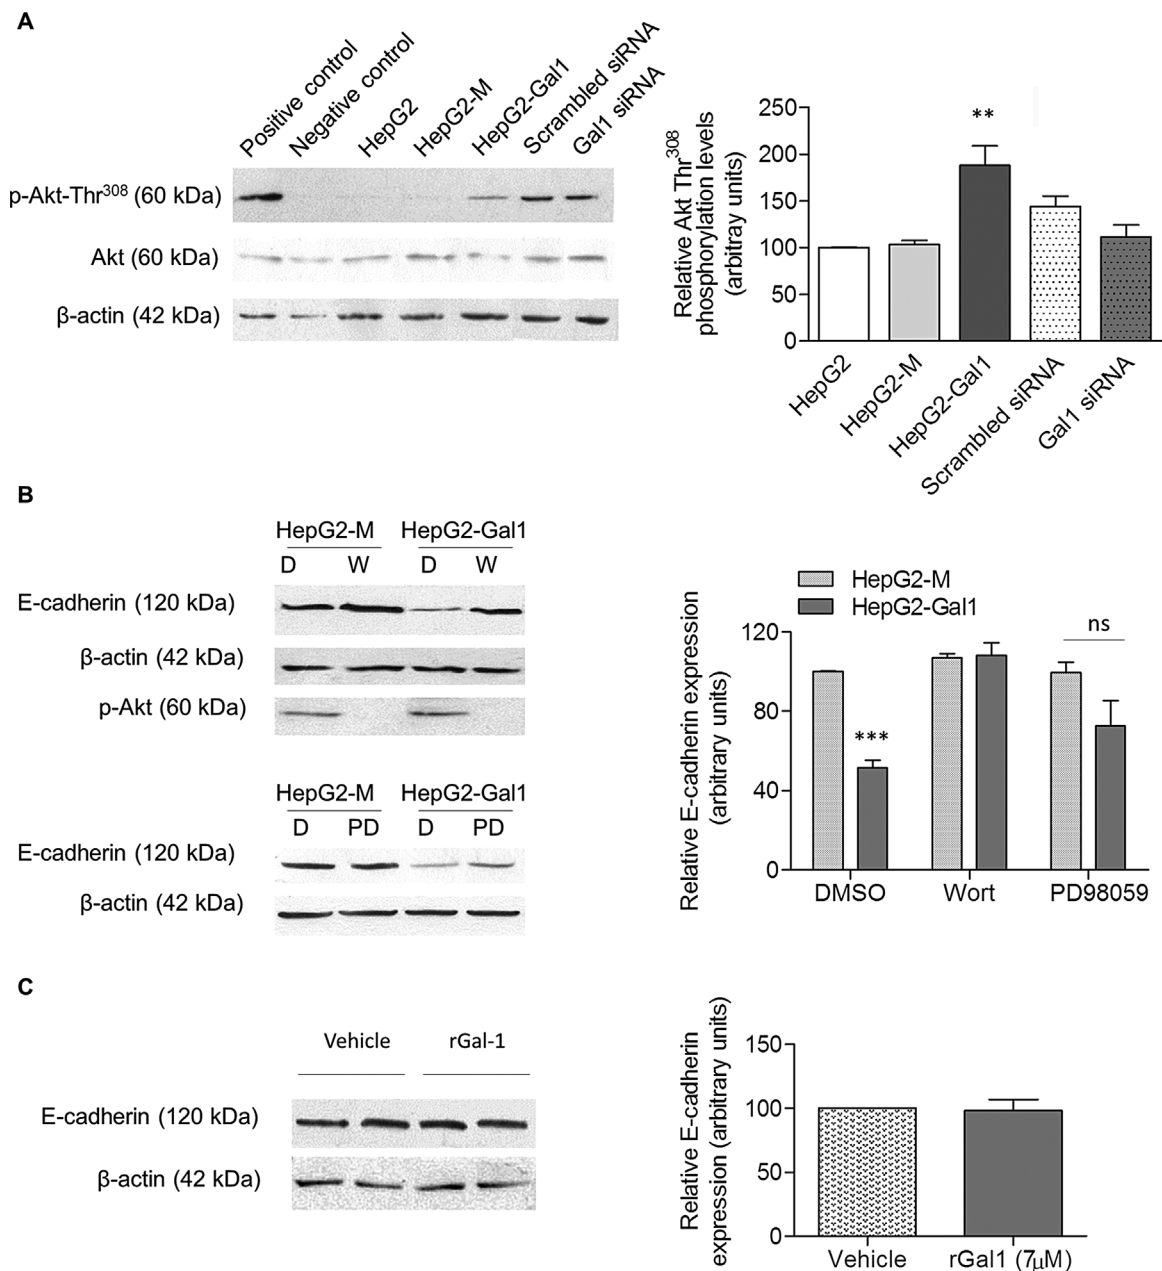 A
Positive control
Negative control
HepG2
HepG2-M
HepG2-Gal1
Scrambled siRNA
Gal1 siRNA
p-Akt-Thr308 (60 kDa)
Akt (60 kDa)
β-actin (42 kDa)
Relative Akt Thr308
phosphorylation levels
(arbitray units)
250
200
150
100
50
0
**
HepG2
HepG2-M
HepG2-Gal1
Scrambled siRNA
Gal1 siRNA
B
HepG2-M HepG2-Gal1
D W D W
E-cadherin (120 kDa)
β-actin (42 kDa)
p-Akt (60 kDa)
HepG2-M HepG2-Gal1
D PD D PD
E-cadherin (120 kDa)
β-actin (42 kDa)
HepG2-M
HepG2-Gal1
Relative E-cadherin expression
(arbitrary units)
120
80
40
0
***
ns
DMSO Wort PD98059
C
Vehicle rGal-1
E-cadherin (120 kDa)
β-actin (42 kDa)
Relative E-cadherin
expression (arbitrary units)
150
100
50
0
Vehicle rGal1 (7μM)